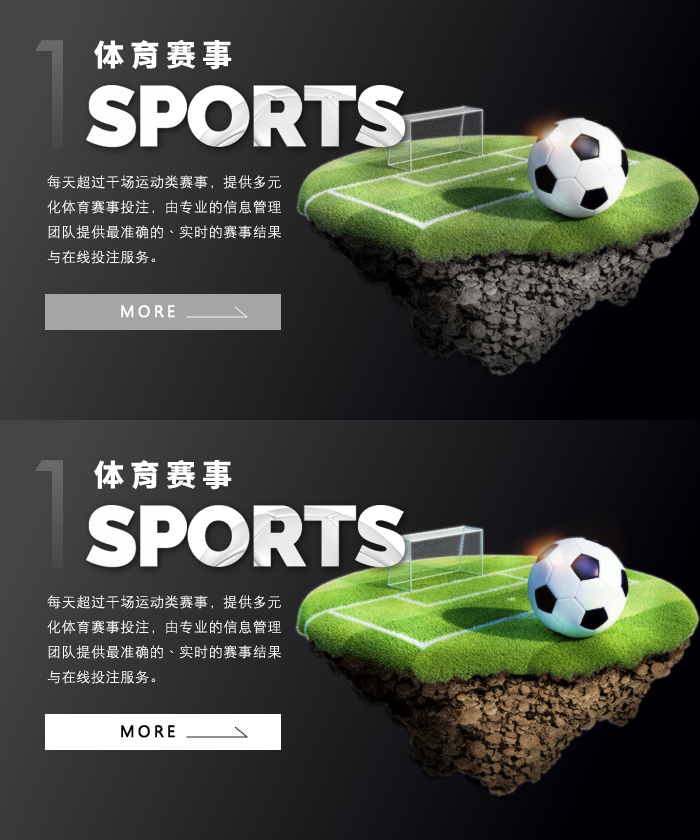 1
体育赛事
SPORTS
每天超过千场运动类赛事，提供多元
化体育赛事投注，由专业的信息管理
团队提供最准确的、实时的赛事结果
与在线投注服务。
MORE
1
体育赛事
SPORTS
每天超过千场运动类赛事，提供多元
化体育赛事投注，由专业的信息管理
团队提供最准确的、实时的赛事结果
与在线投注服务。
MORE